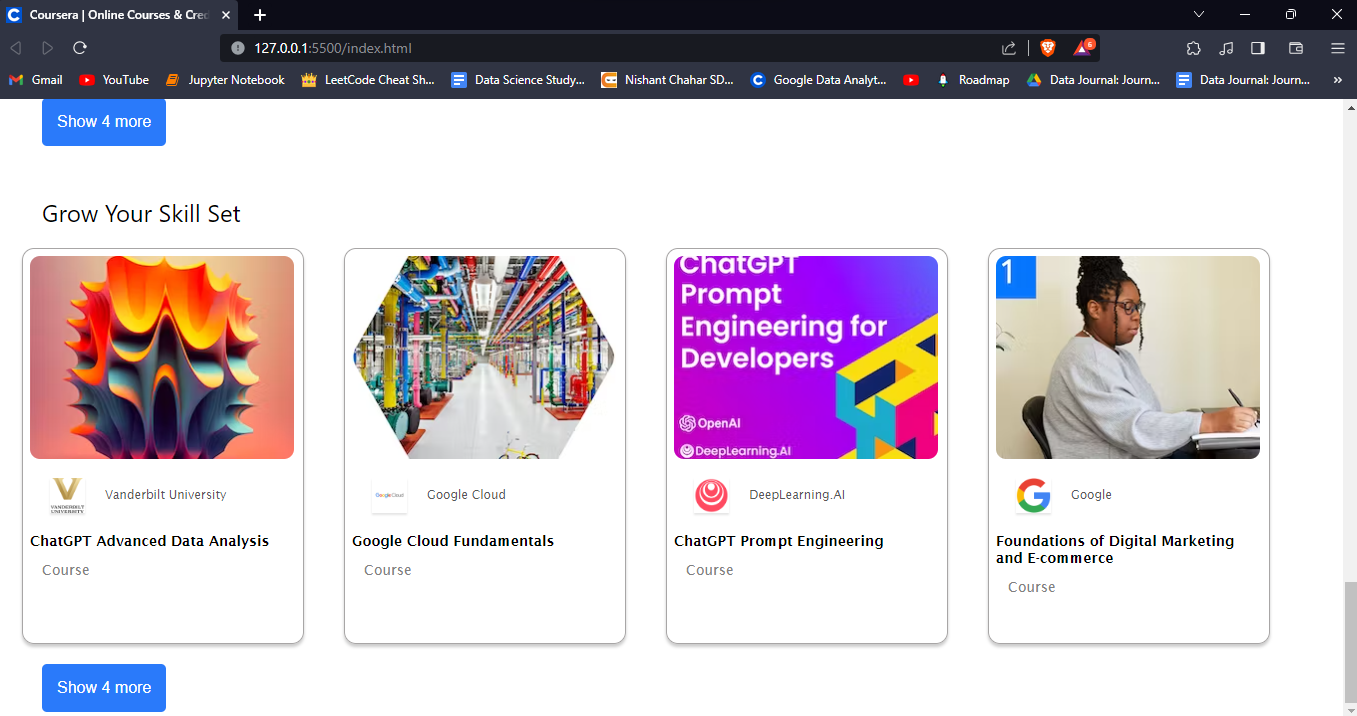 Coursera | Online Courses & Cred
127.0.0.1:5500/index.html
6
Gmail
YouTube
Jupyter Notebook
LeetCode Cheat Sh...
Data Science Study...
Nishant Chahar SD...
Google Data Analyt...
Roadmap
Data Journal: Journ...
Data Journal: Journ...
Show 4 more
Grow Your Skill Set
ChatGPT
Prompt
Engineering for
Developers
OpenAI
DeepLearning.AI
1
VANDERBILT
UNIVERSITY
Vanderbilt University
Google Cloud
Google Cloud
DeepLearning.AI
G
Google
ChatGPT Advanced Data Analysis
Course
Google Cloud Fundamentals
Course
ChatGPT Prompt Engineering
Course
Foundations of Digital Marketing
and E-commerce
Course
Show 4 more